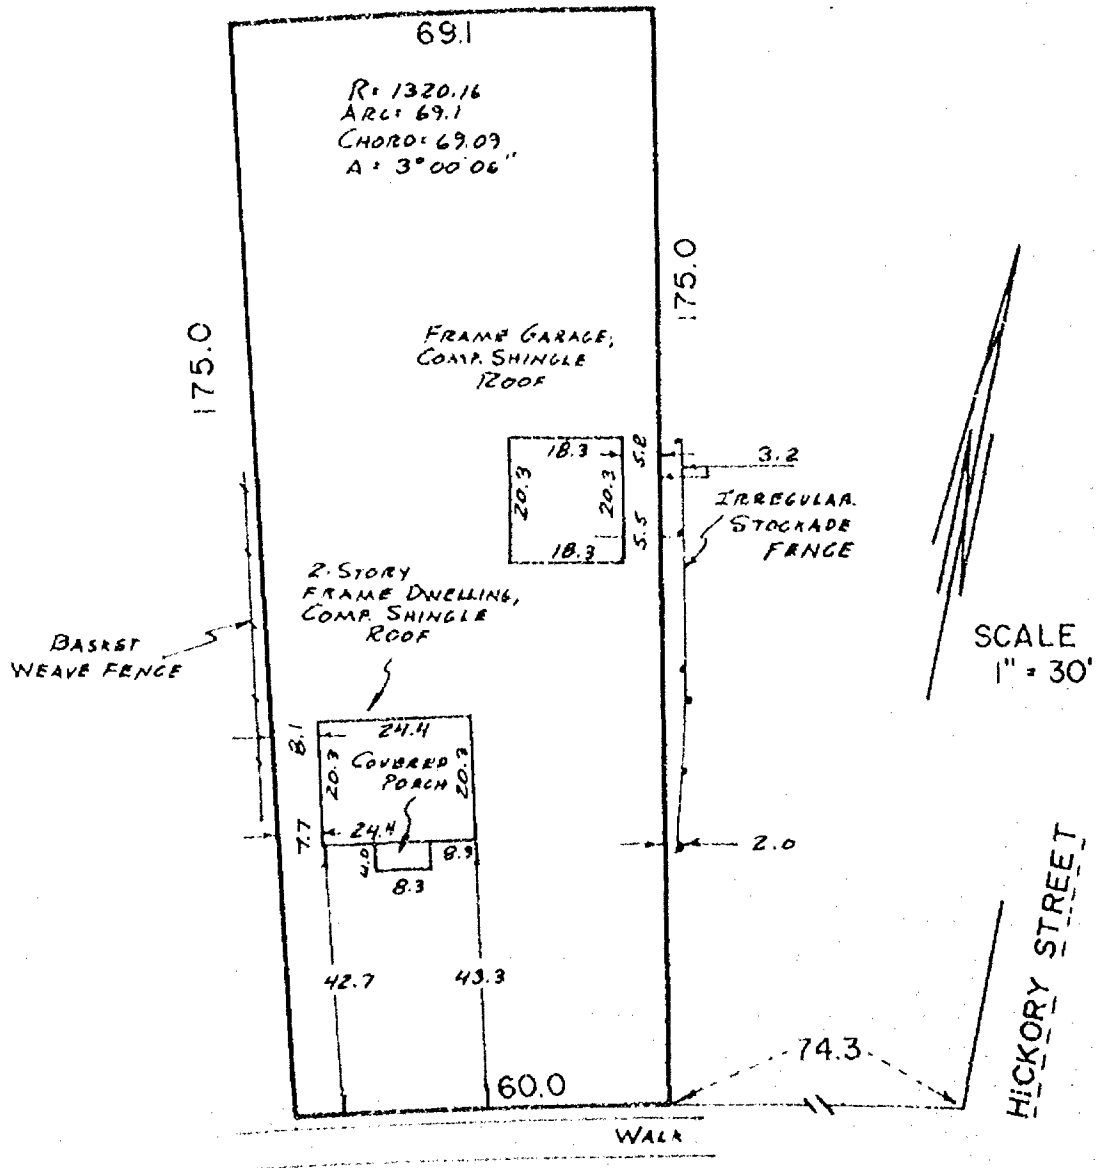 69.1
R= 1320.16
ARC= 69.1
CHORD= 69.09
Δ= 3°00'06"
175.0
175.0
FRAME GARAGE,
COMP. SHINGLE
ROOF
18.3
5.8
3.2
20.3
20.3
5.5
18.3
IRREGULAR
STOCKADE
FENCE
2-STORY
FRAME DWELLING,
COMP. SHINGLE
ROOF
BASKET
WEAVE FENCE
SCALE
1" = 30'
8.1
24.4
20.3
COVERED
PORCH
20.3
7.7
24.4
4.0
8.9
8.3
2.0
42.7
43.3
HICKORY STREET
74.3
60.0
WALK